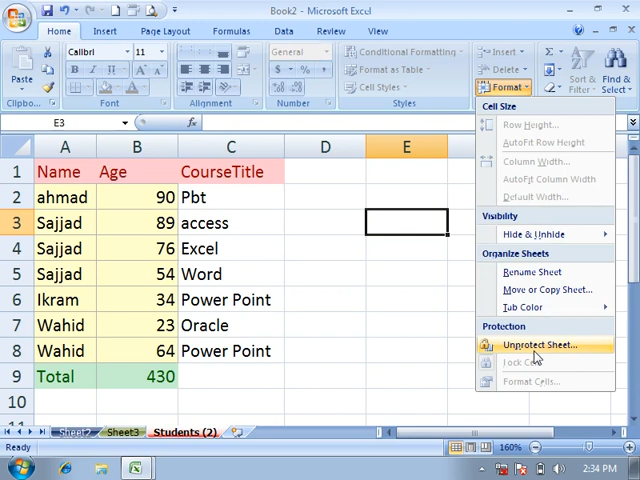 Book2 - Microsoft Excel
Home Insert Page Layout Formulas Data Review View
Paste
Clipboard
Calibri 11
B I U A
Font
Alignment
General
$ % ,
Number
Conditional Formatting
Format as Table
Cell Styles
Styles
Insert
Delete
Format
Σ
Sort & Filter
Find & Select
E3 fx
A B C D E
1 Name Age CourseTitle
2 ahmad 90 Pbt
3 Sajjad 89 access
4 Sajjad 76 Excel
5 Sajjad 54 Word
6 Ikram 34 Power Point
7 Wahid 23 Oracle
8 Wahid 64 Power Point
9 Total 430
10
11
Cell Size
Row Height...
AutoFit Row Height
Column Width...
AutoFit Column Width
Default Width...
Visibility
Hide & Unhide
Organize Sheets
Rename Sheet
Move or Copy Sheet...
Tab Color
Protection
Unprotect Sheet...
Lock Cell
Format Cells...
Sheet2 Sheet3 Students (2)
Ready 160%
2:34 PM